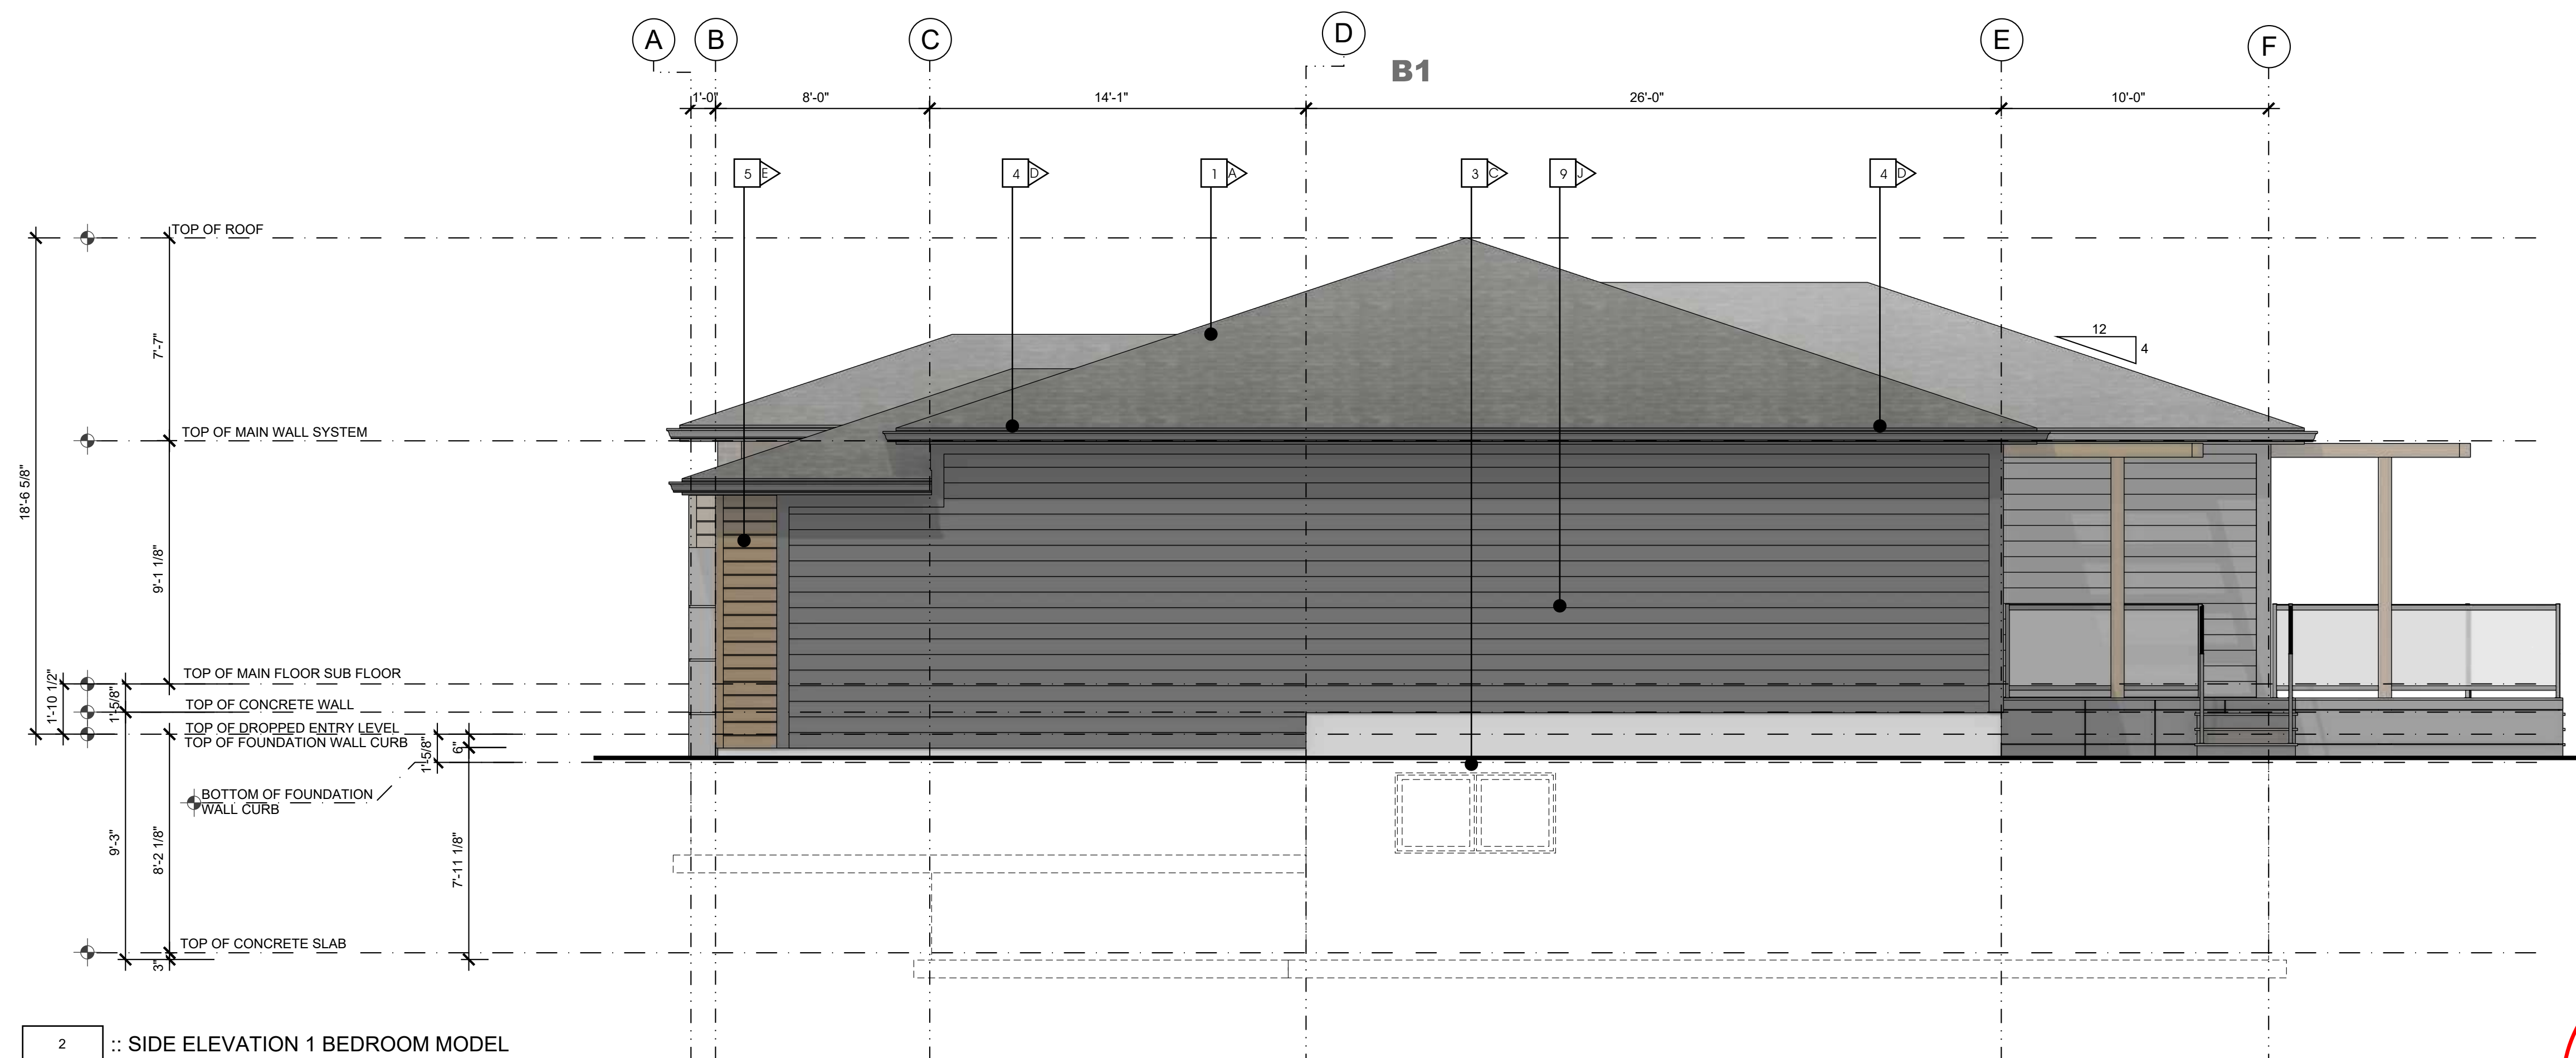 A B C D E F
B1
1'-0" 8'-0" 14'-1" 26'-0" 10'-0"
5 E 4 D 1 A 3 C 9 J 4 D
TOP OF ROOF
12
4
7'-7"
TOP OF MAIN WALL SYSTEM
18'-6 5/8"
9'-1 1/8"
TOP OF MAIN FLOOR SUB FLOOR
1'-10 1/2"
1'-5/8"
TOP OF CONCRETE WALL
TOP OF DROPPED ENTRY LEVEL
TOP OF FOUNDATION WALL CURB
1'-5/8"
6"
BOTTOM OF FOUNDATION
WALL CURB
9'-3"
8'-2 1/8"
7'-11 1/8"
TOP OF CONCRETE SLAB
3"
2 :: SIDE ELEVATION 1 BEDROOM MODEL